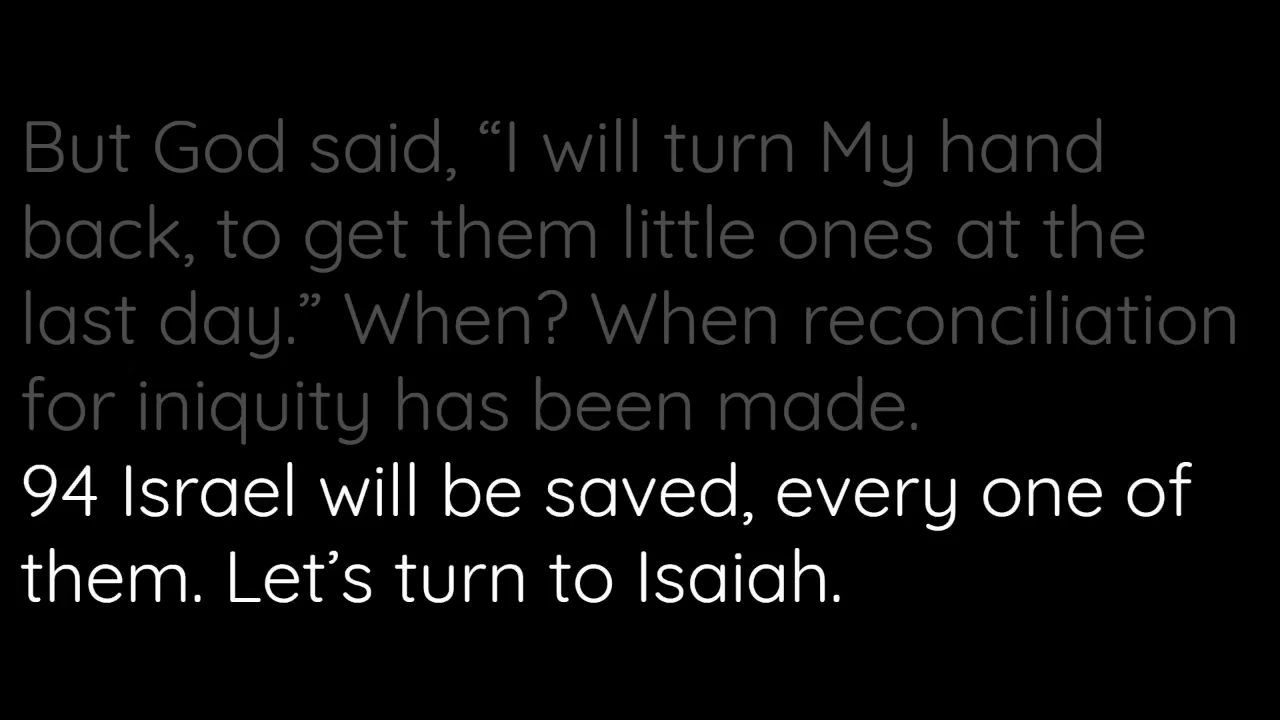 But God said, “I will turn My hand
back, to get them little ones at the
last day.” When? When reconciliation
for iniquity has been made.
94 Israel will be saved, every one of
them. Let’s turn to Isaiah.